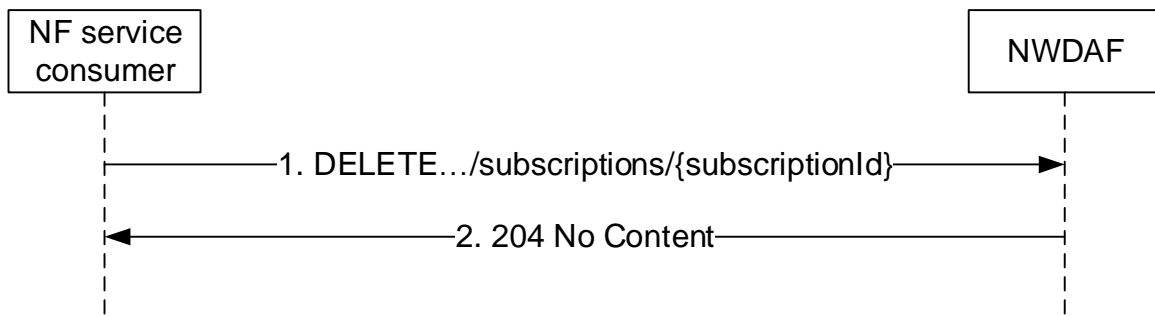 NF service
consumer
NWDAF
1. DELETE…/subscriptions/{subscriptionId}
2. 204 No Content